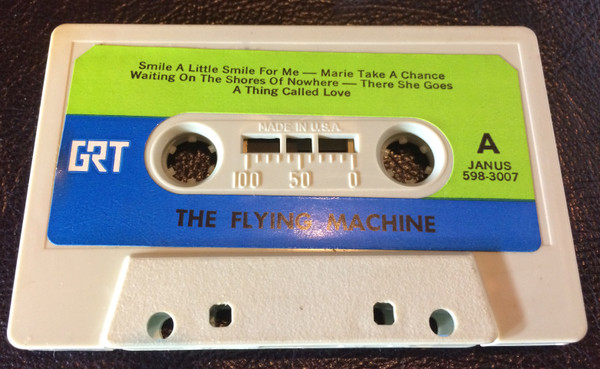 Smile A Little Smile For Me — Marie Take A Chance
Waiting On The Shores Of Nowhere — There She Goes
A Thing Called Love
MADE IN U.S.A.
GRT
100 50 0
A
JANUS
598-3007
THE FLYING MACHINE